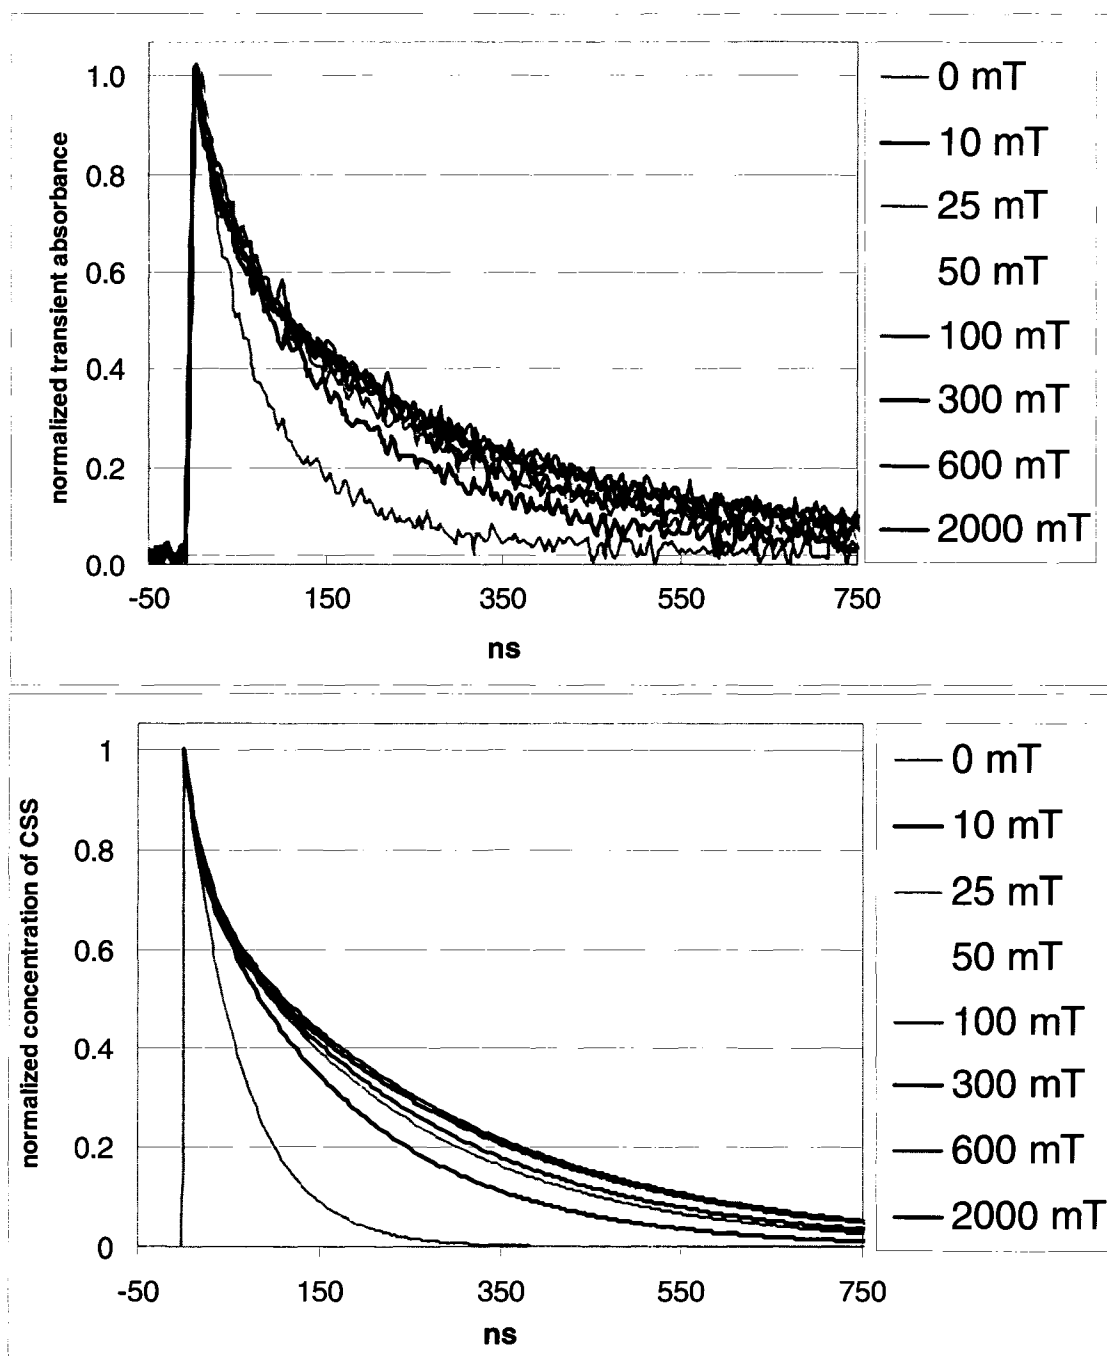 normalized transient absorbance
1.0
0.8
0.6
0.4
0.2
0.0
-50
150
350
550
750
ns
0 mT
10 mT
25 mT
50 mT
100 mT
300 mT
600 mT
2000 mT
normalized concentration of CSS
1
0.8
0.6
0.4
0.2
0
-50
150
350
550
750
ns
0 mT
10 mT
25 mT
50 mT
100 mT
300 mT
600 mT
2000 mT